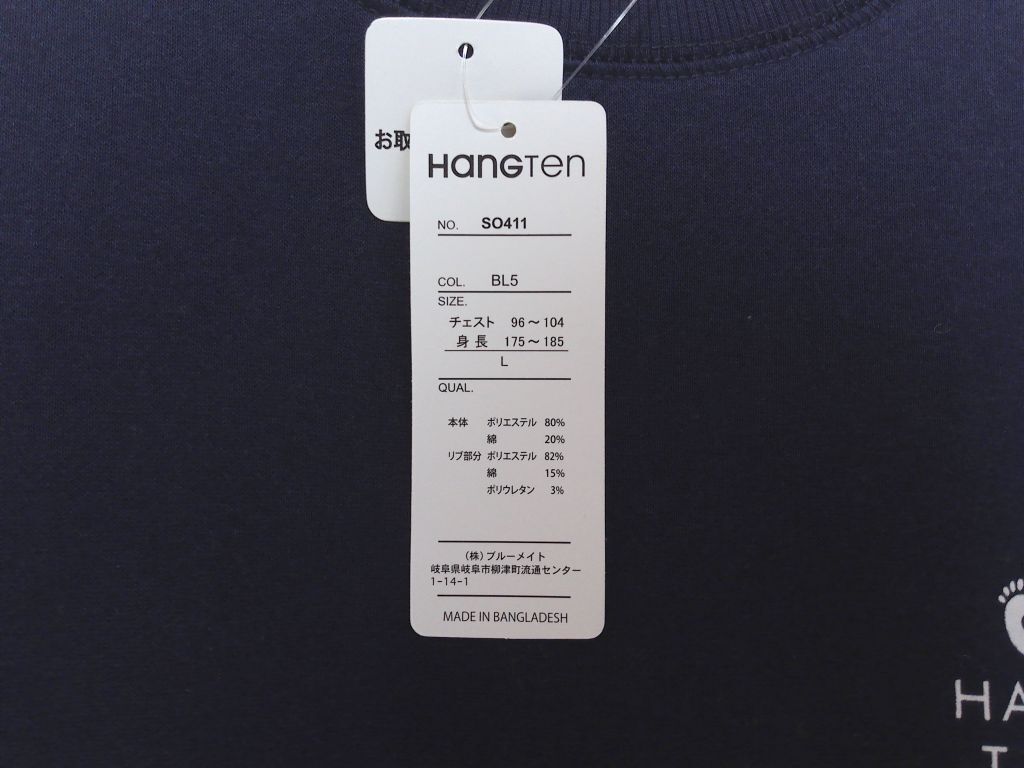 お取
HANGTEN
NO. SO411
COL. BL5
SIZE.
チェスト 96～104
身長 175～185
L
QUAL.
本体 ポリエステル 80%
綿 20%
リブ部分 ポリエステル 82%
綿 15%
ポリウレタン 3%
(株)ブルーメイト
岐阜県岐阜市柳津町流通センター
1-14-1
MADE IN BANGLADESH
HA
T